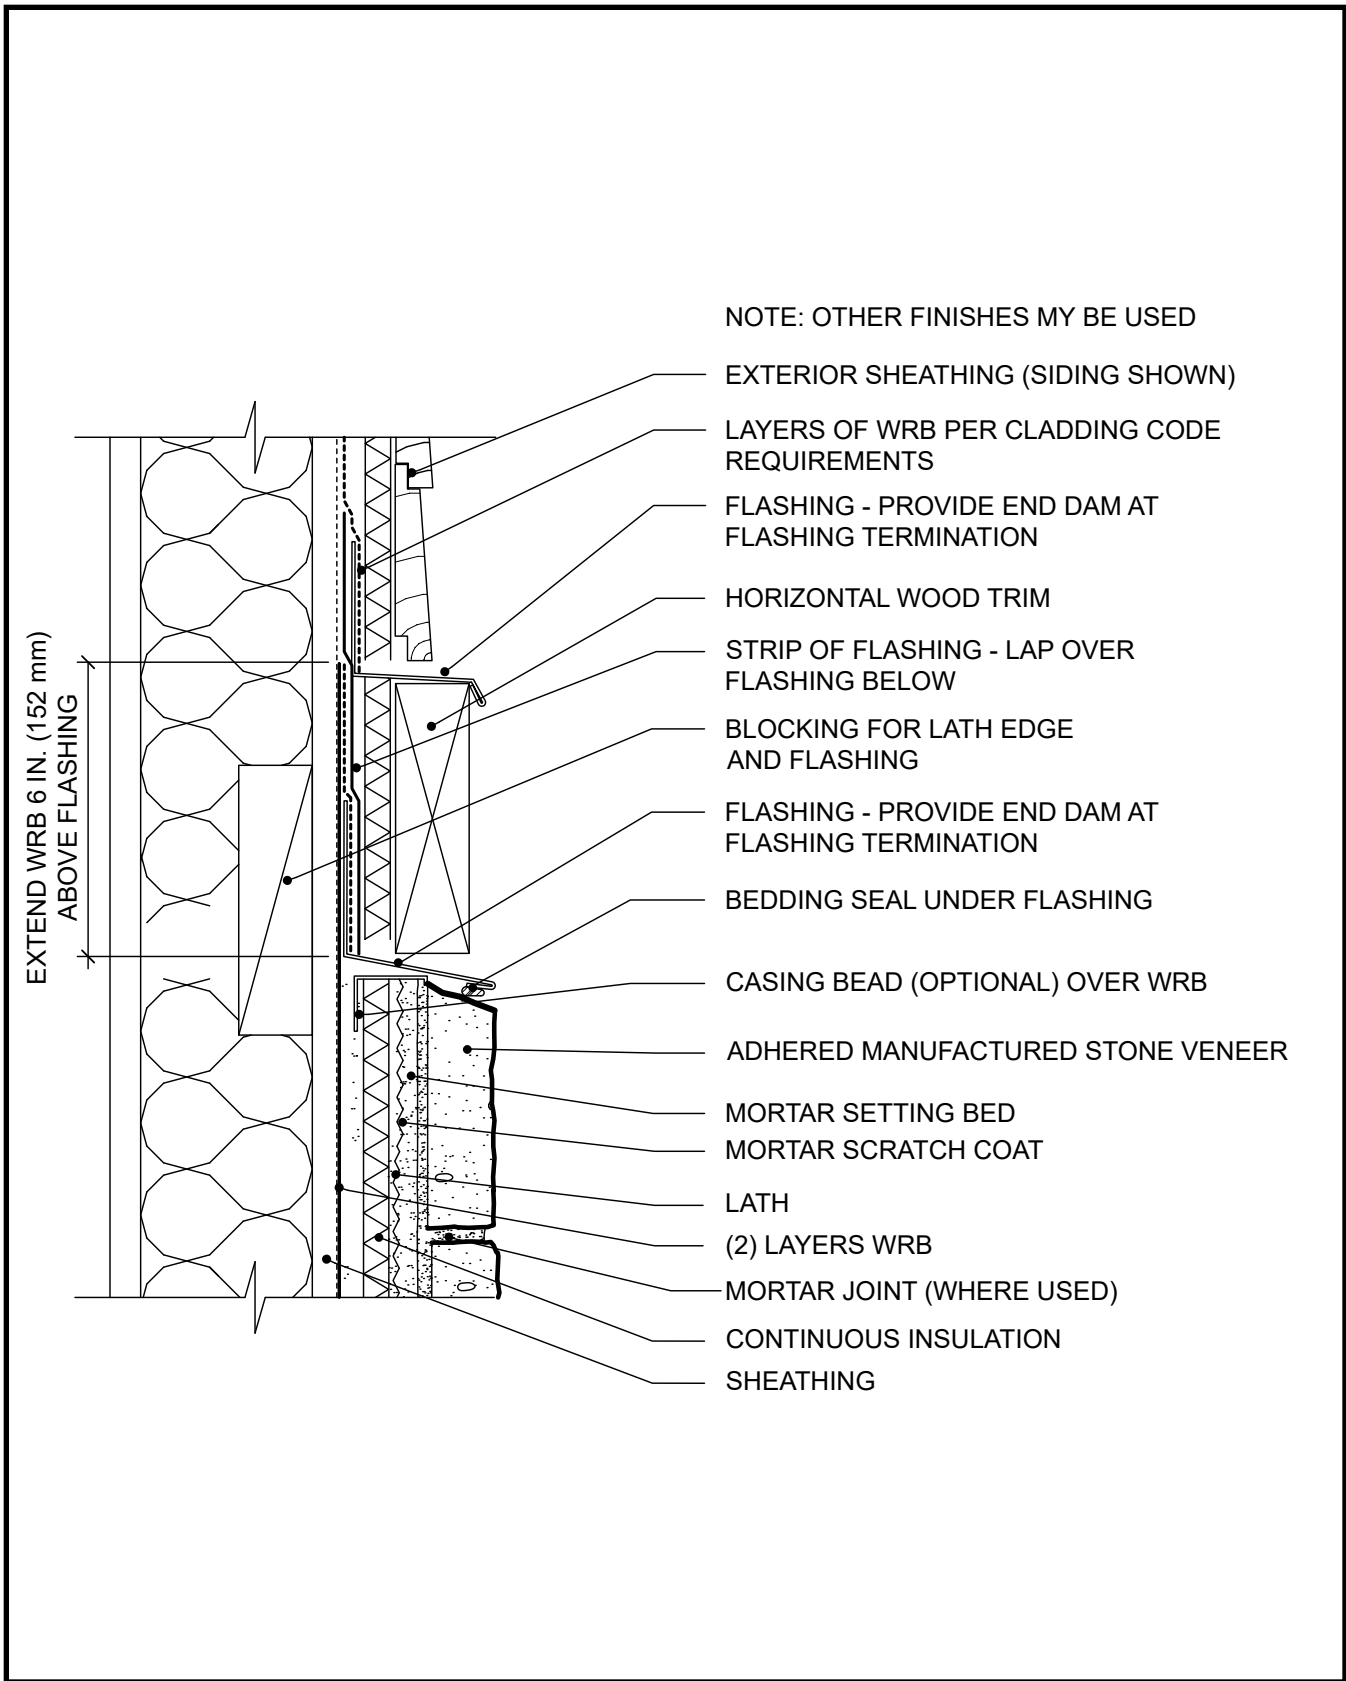 NOTE: OTHER FINISHES MY BE USED
EXTERIOR SHEATHING (SIDING SHOWN)
LAYERS OF WRB PER CLADDING CODE
REQUIREMENTS
FLASHING - PROVIDE END DAM AT
FLASHING TERMINATION
HORIZONTAL WOOD TRIM
STRIP OF FLASHING - LAP OVER
FLASHING BELOW
BLOCKING FOR LATH EDGE
AND FLASHING
FLASHING - PROVIDE END DAM AT
FLASHING TERMINATION
BEDDING SEAL UNDER FLASHING
CASING BEAD (OPTIONAL) OVER WRB
ADHERED MANUFACTURED STONE VENEER
MORTAR SETTING BED
MORTAR SCRATCH COAT
LATH
(2) LAYERS WRB
MORTAR JOINT (WHERE USED)
CONTINUOUS INSULATION
SHEATHING
EXTEND WRB 6 IN. (152 mm)
ABOVE FLASHING